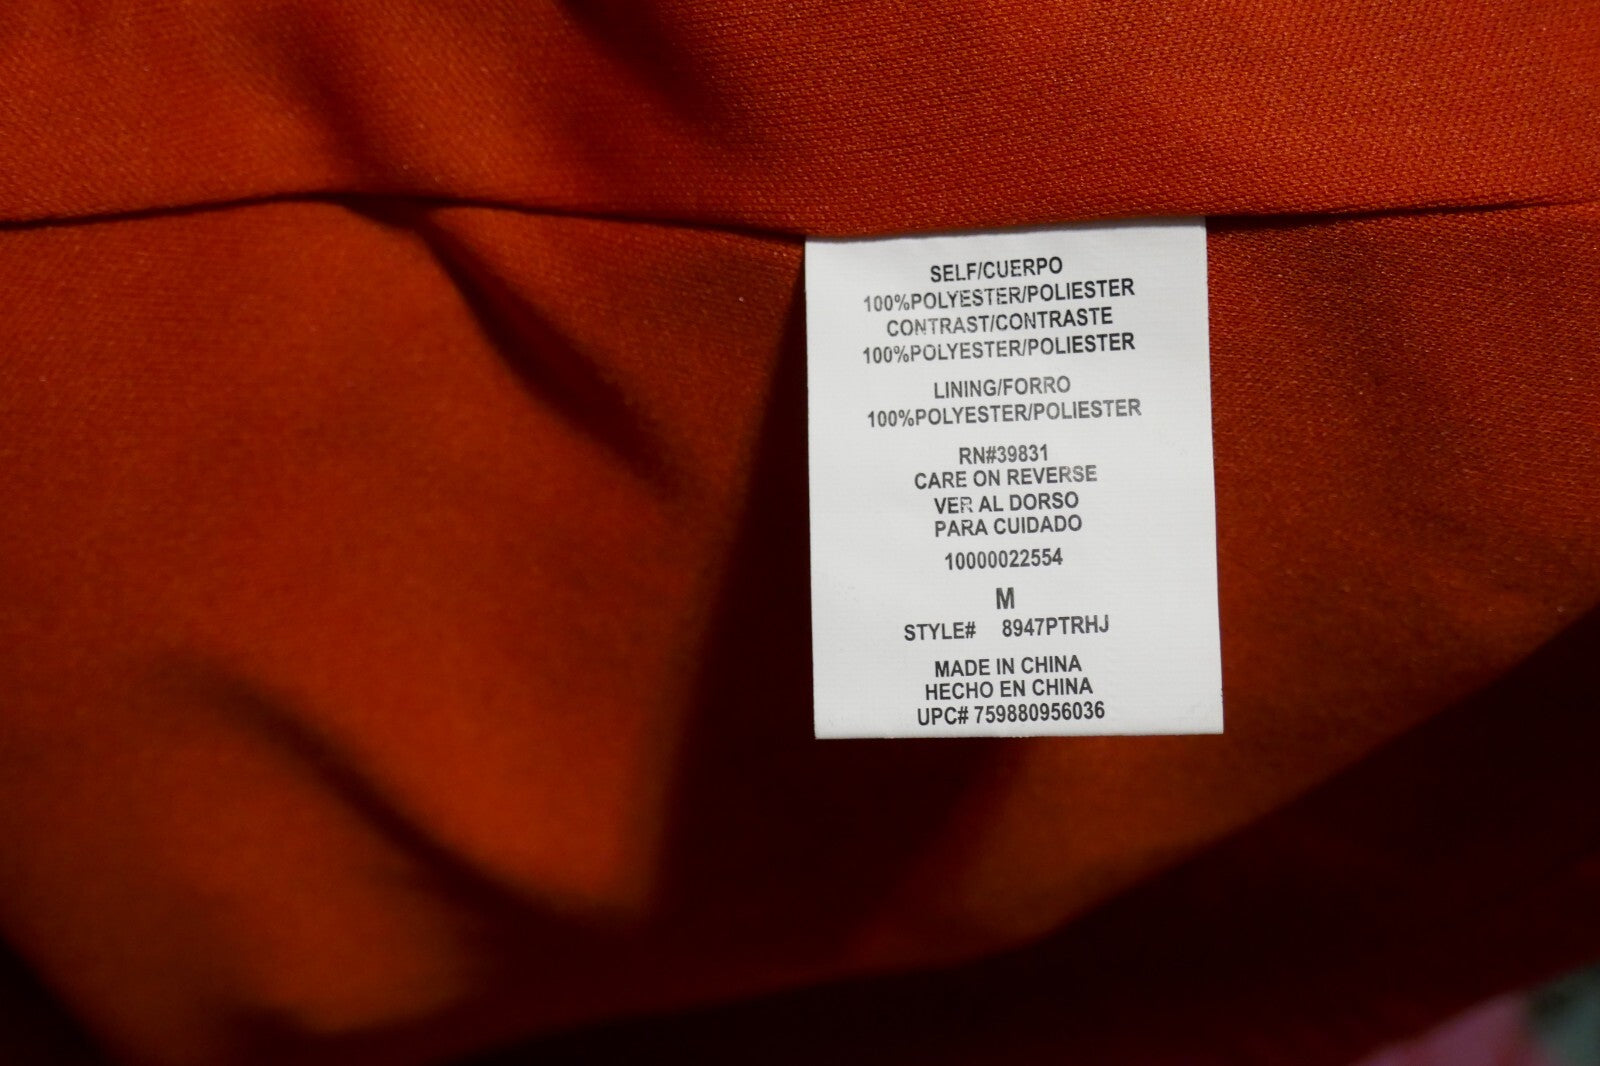 SELF/CUERPO
100%POLYESTER/POLIESTER
CONTRAST/CONTRASTE
100%POLYESTER/POLIESTER
LINING/FORRO
100%POLYESTER/POLIESTER
RN#39831
CARE ON REVERSE
VER AL DORSO
PARA CUIDADO
10000022554
M
STYLE# 8947PTRHJ
MADE IN CHINA
HECHO EN CHINA
UPC# 759880956036